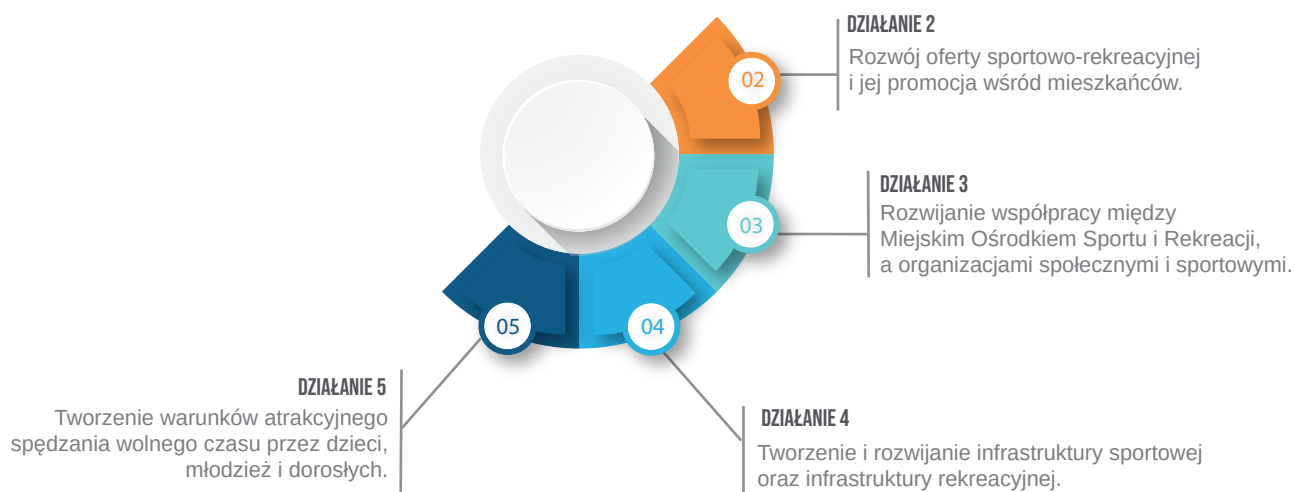 DZIAŁANIE 2
Rozwój oferty sportowo-rekreacyjnej
i jej promocja wśród mieszkańców.
02
DZIAŁANIE 3
Rozwijanie współpracy między
Miejskim Ośrodkiem Sportu i Rekreacji,
a organizacjami społecznymi i sportowymi.
03
05
04
DZIAŁANIE 5
Tworzenie warunków atrakcyjnego
spędzania wolnego czasu przez dzieci,
młodzież i dorosłych.
DZIAŁANIE 4
Tworzenie i rozwijanie infrastruktury sportowej
oraz infrastruktury rekreacyjnej.